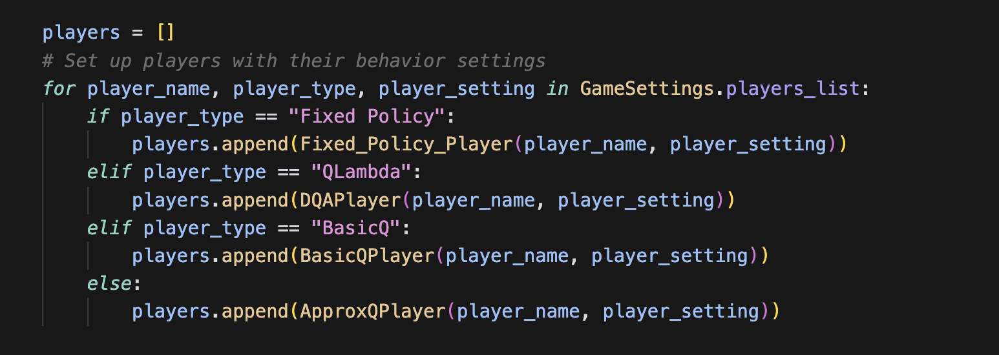 players = []
# Set up players with their behavior settings
for player_name, player_type, player_setting in GameSettings.players_list:
    if player_type == "Fixed Policy":
        players.append(Fixed_Policy_Player(player_name, player_setting))
    elif player_type == "QLambda":
        players.append(DQAPlayer(player_name, player_setting))
    elif player_type == "BasicQ":
        players.append(BasicQPlayer(player_name, player_setting))
    else:
        players.append(ApproxQPlayer(player_name, player_setting))